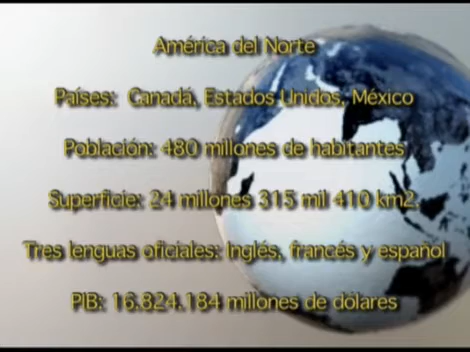 América del Norte
Países: Canadá, Estados Unidos, México
Población: 480 millones de habitantes
Superficie: 24 millones 315 mil 410 km2.
Tres lenguas oficiales: Inglés, francés y español
PIB: 16.824.184 millones de dólares